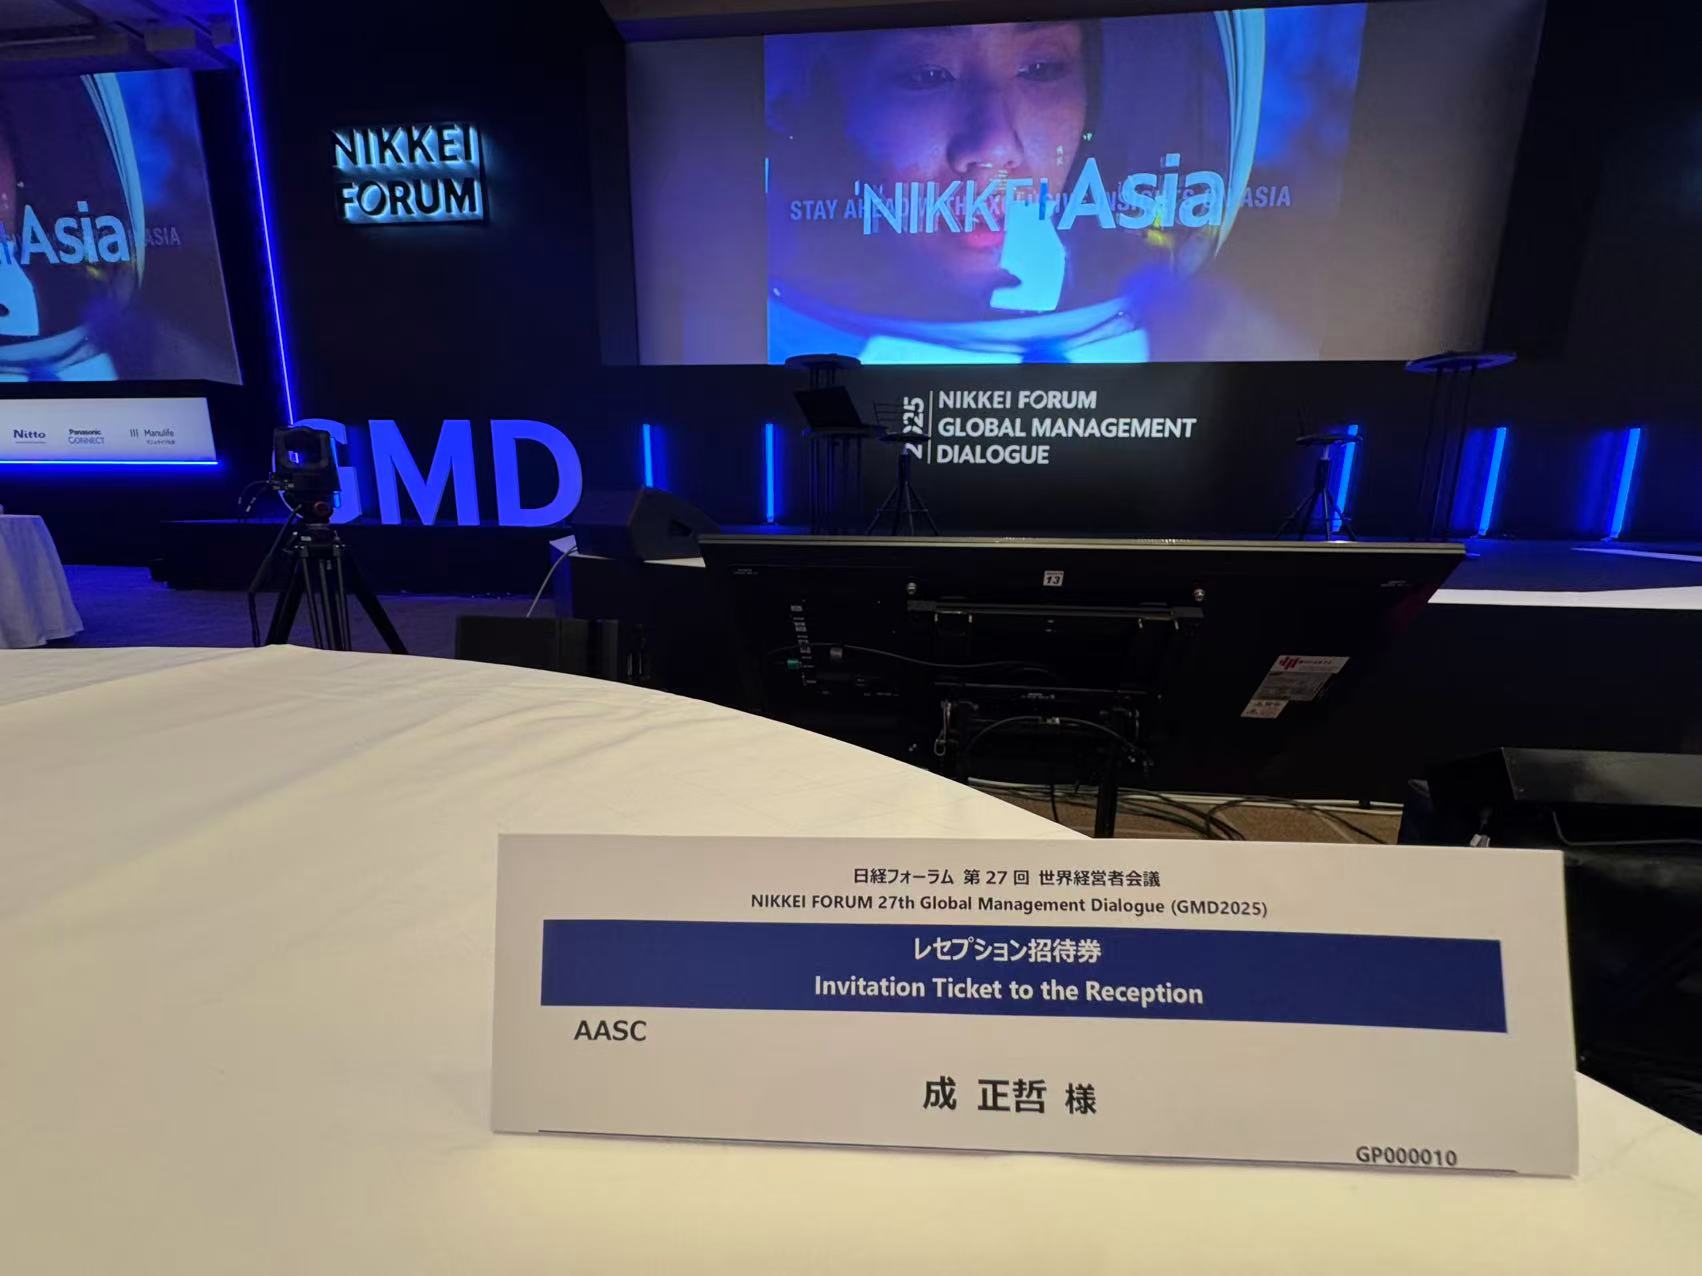 NIKKEI
FORUM
Asia
ASIA
NIKKEI Asia
STAY AHEAD WITH EXCLUSIVE INSIGHTS ASIA
Nitto
Panasonic
CONNECT
Manulife
GMD
2025
NIKKEI FORUM
GLOBAL MANAGEMENT
DIALOGUE
13
日経フォーラム 第 27 回 世界経営者会議
NIKKEI FORUM 27th Global Management Dialogue (GMD2025)
レセプション招待券
Invitation Ticket to the Reception
AASC
成 正哲 様
GP000010